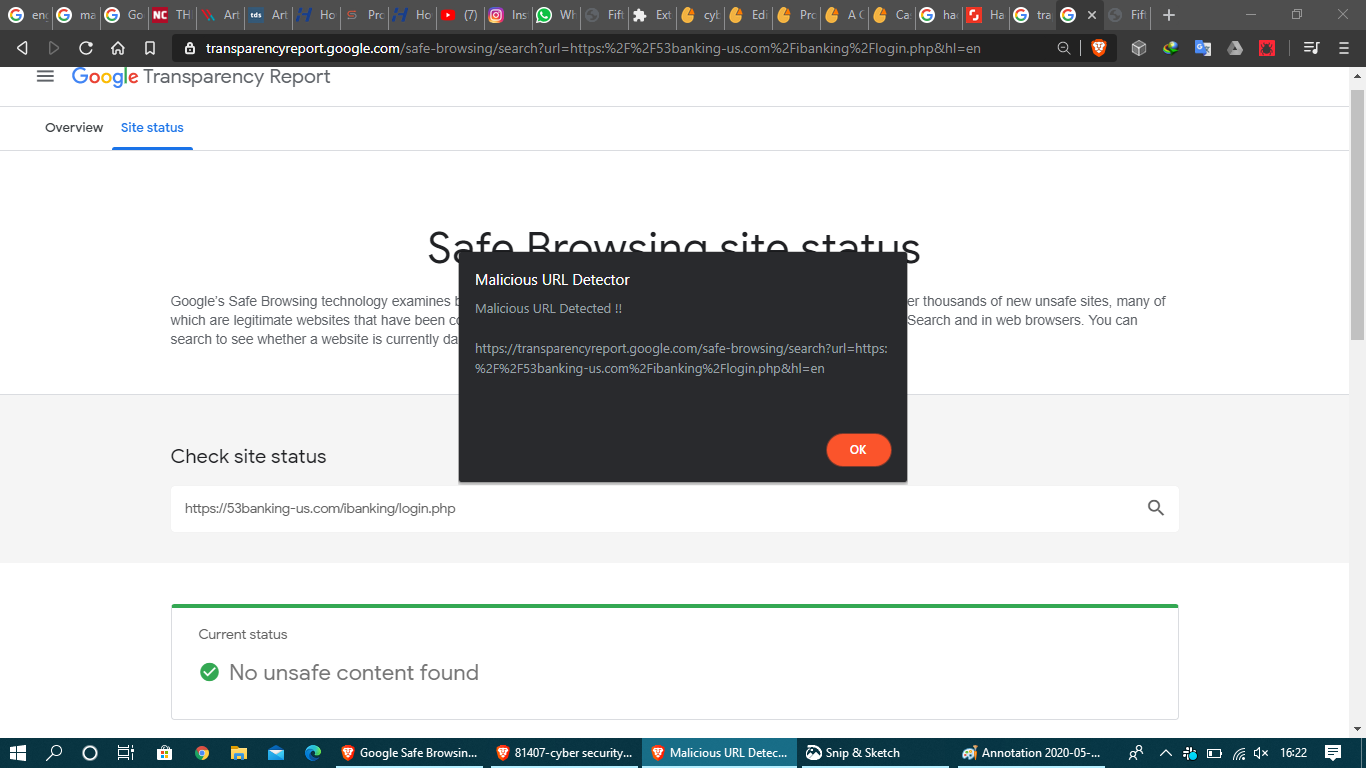 eng
ma
Go
NC
TH
Art
tds
Art
Ho
Pro
Ho
(7)
Ins
Wh
Fift
Ext
cyb
Edi
Pro
A C
Ca
hac
Ha
tra
Fift
transparencyreport.google.com/safe-browsing/search?url=https:%2F%2F53banking-us.com%2Fibanking%2Flogin.php&hl=en
Google Transparency Report
Overview
Site status
Safe Browsing site status
Malicious URL Detector
Malicious URL Detected !!
https://transparencyreport.google.com/safe-browsing/search?url=https:
%2F%2F53banking-us.com%2Fibanking%2Flogin.php&hl=en
OK
Google's Safe Browsing technology examines b er thousands of new unsafe sites, many of
which are legitimate websites that have been co Search and in web browsers. You can
search to see whether a website is currently da
Check site status
https://53banking-us.com/ibanking/login.php
Current status
No unsafe content found
Google Safe Browsin...
81407-cyber security...
Malicious URL Detec...
Snip & Sketch
Annotation 2020-05-...
16:22